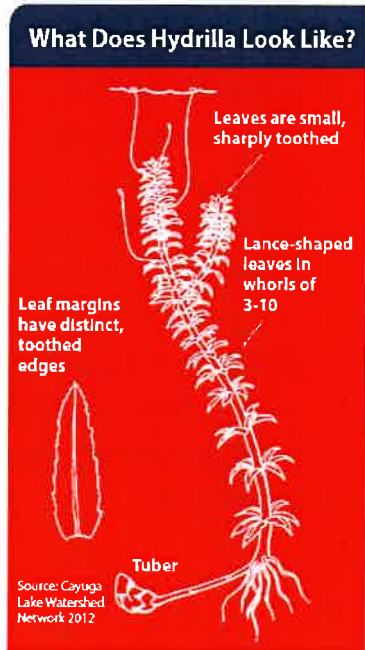 What Does Hydrilla Look Like?
Leaves are small,
sharply toothed
Lance-shaped
leaves in
whorls of
3-10
Leaf margins
have distinct,
toothed
edges
Tuber
Source: Cayuga
Lake Watershed
Network 2012